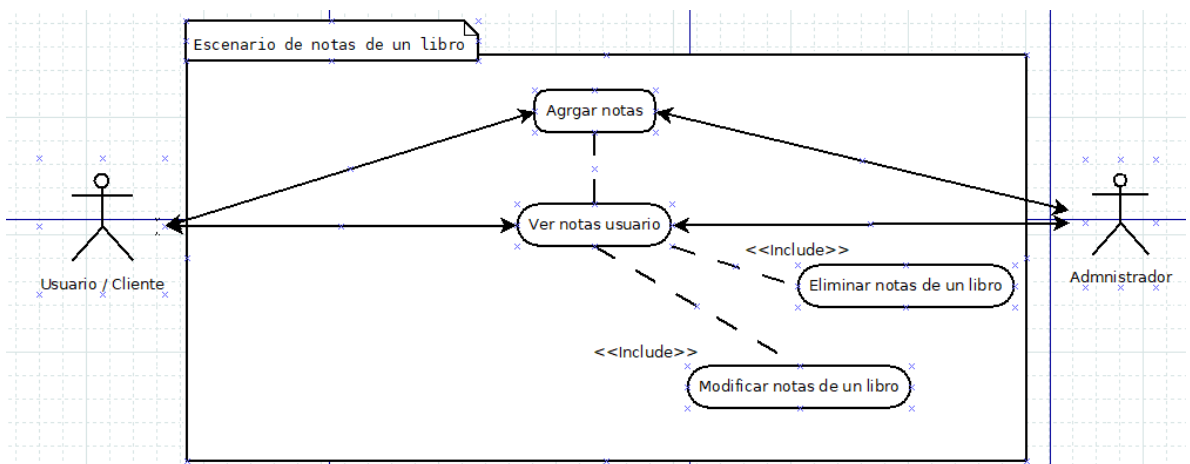 Escenario de notas de un libro
Agrgar notas
Ver notas usuario
<<Include>>
Eliminar notas de un libro
Usuario / Cliente
Admnistrador
<<Include>>
Modificar notas de un libro